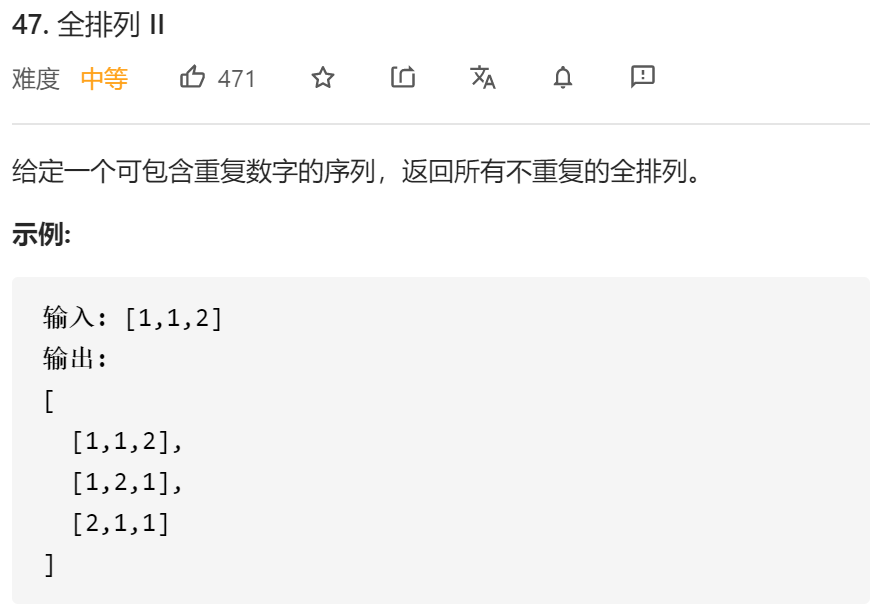 47. 全排列 II
难度 中等 471
给定一个可包含重复数字的序列，返回所有不重复的全排列。
示例:
输入: [1,1,2]
输出:
[
  [1,1,2],
  [1,2,1],
  [2,1,1]
]